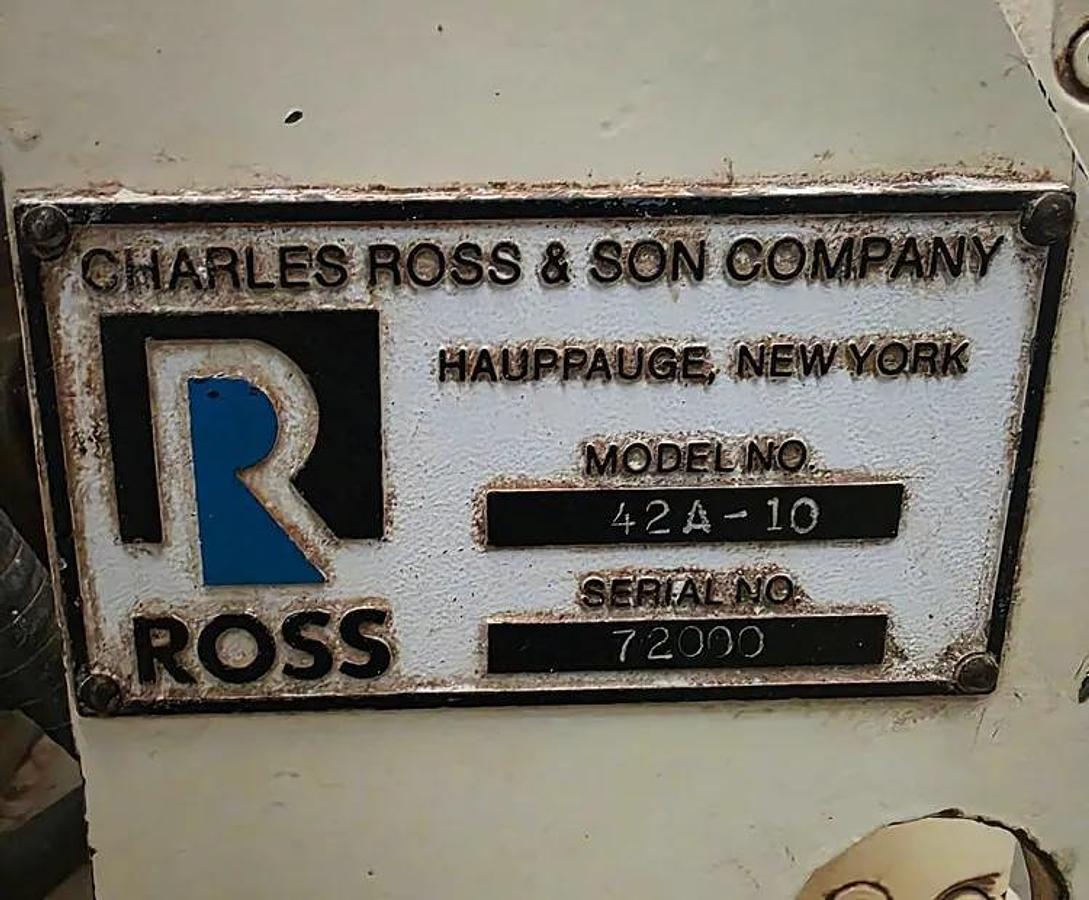 CHARLES ROSS & SON COMPANY
HAUPPAUGE, NEW YORK
MODEL NO.
42A-10
SERIAL NO.
72000
R
ROSS